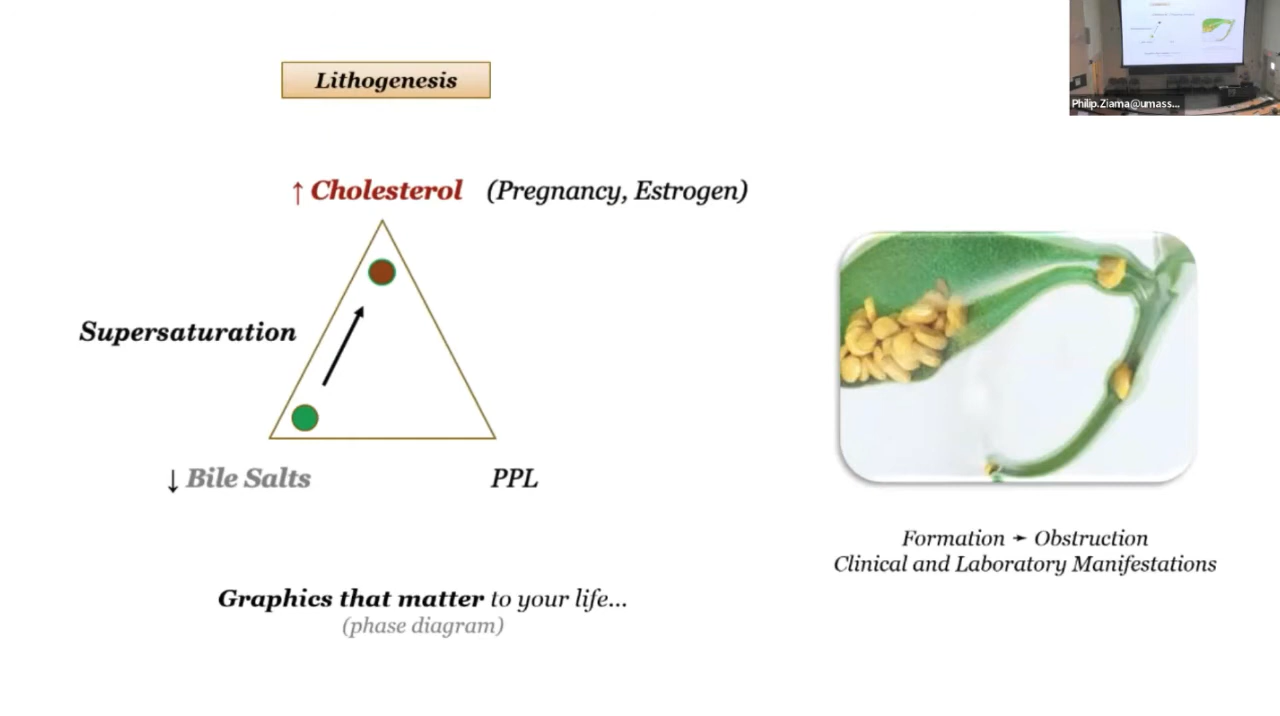 Philip.Ziama@umass...
Lithogenesis
↑ Cholesterol (Pregnancy, Estrogen)
Supersaturation
↓ Bile Salts
PPL
Formation → Obstruction
Clinical and Laboratory Manifestations
Graphics that matter to your life...
(phase diagram)